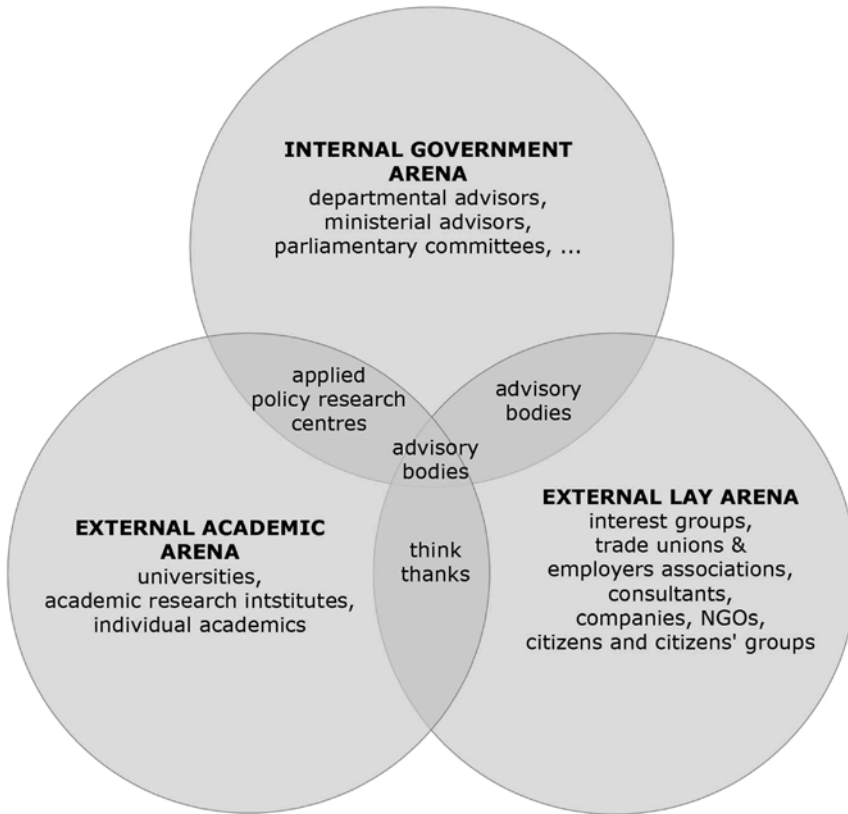 INTERNAL GOVERNMENT
ARENA
departmental advisors,
ministerial advisors,
parliamentary committees, ...
applied
policy research
centres
advisory
bodies
advisory
bodies
EXTERNAL ACADEMIC
ARENA
universities,
academic research intstitutes,
individual academics
think
thanks
EXTERNAL LAY ARENA
interest groups,
trade unions &
employers associations,
consultants,
companies, NGOs,
citizens and citizens' groups